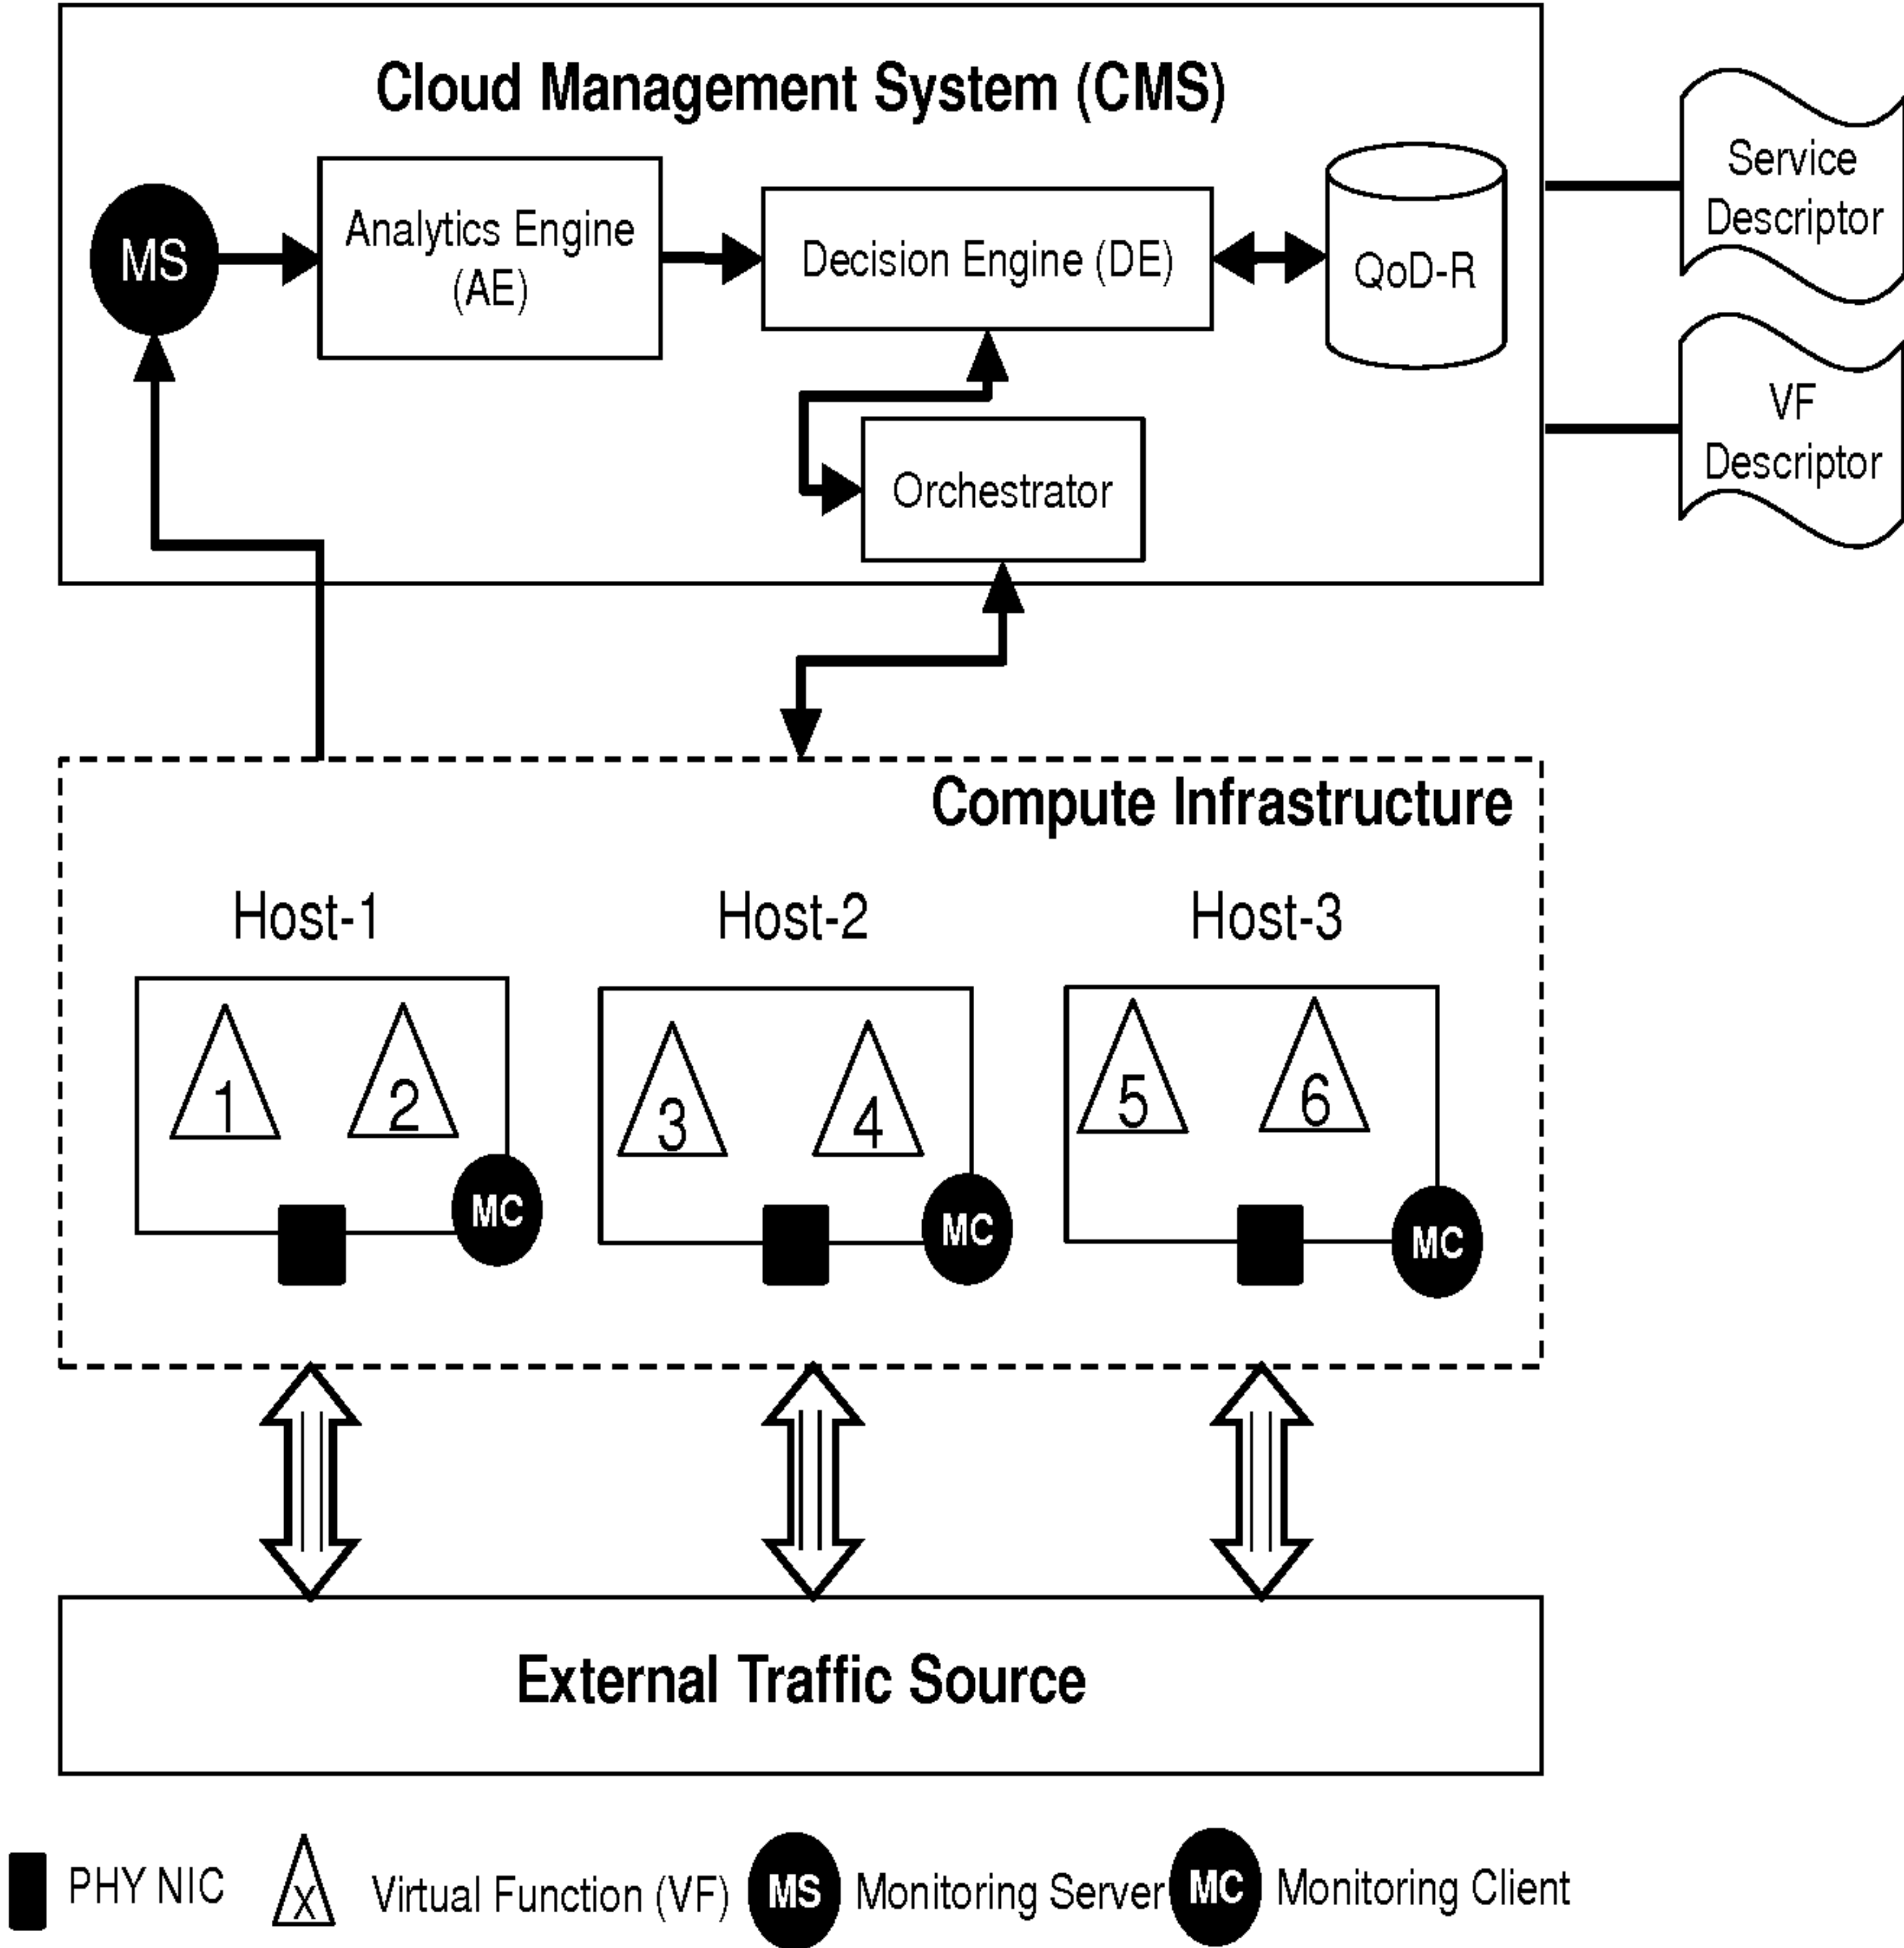 Cloud Management System (CMS)
MS
Analytics Engine
(AE)
Decision Engine (DE)
QoD-R
Orchestrator
Service
Descriptor
VF
Descriptor
Compute Infrastructure
Host-1
Host-2
Host-3
1
2
MC
3
4
MC
5
6
MC
External Traffic Source
PHY NIC
X
Virtual Function (VF)
MS
Monitoring Server
MC
Monitoring Client